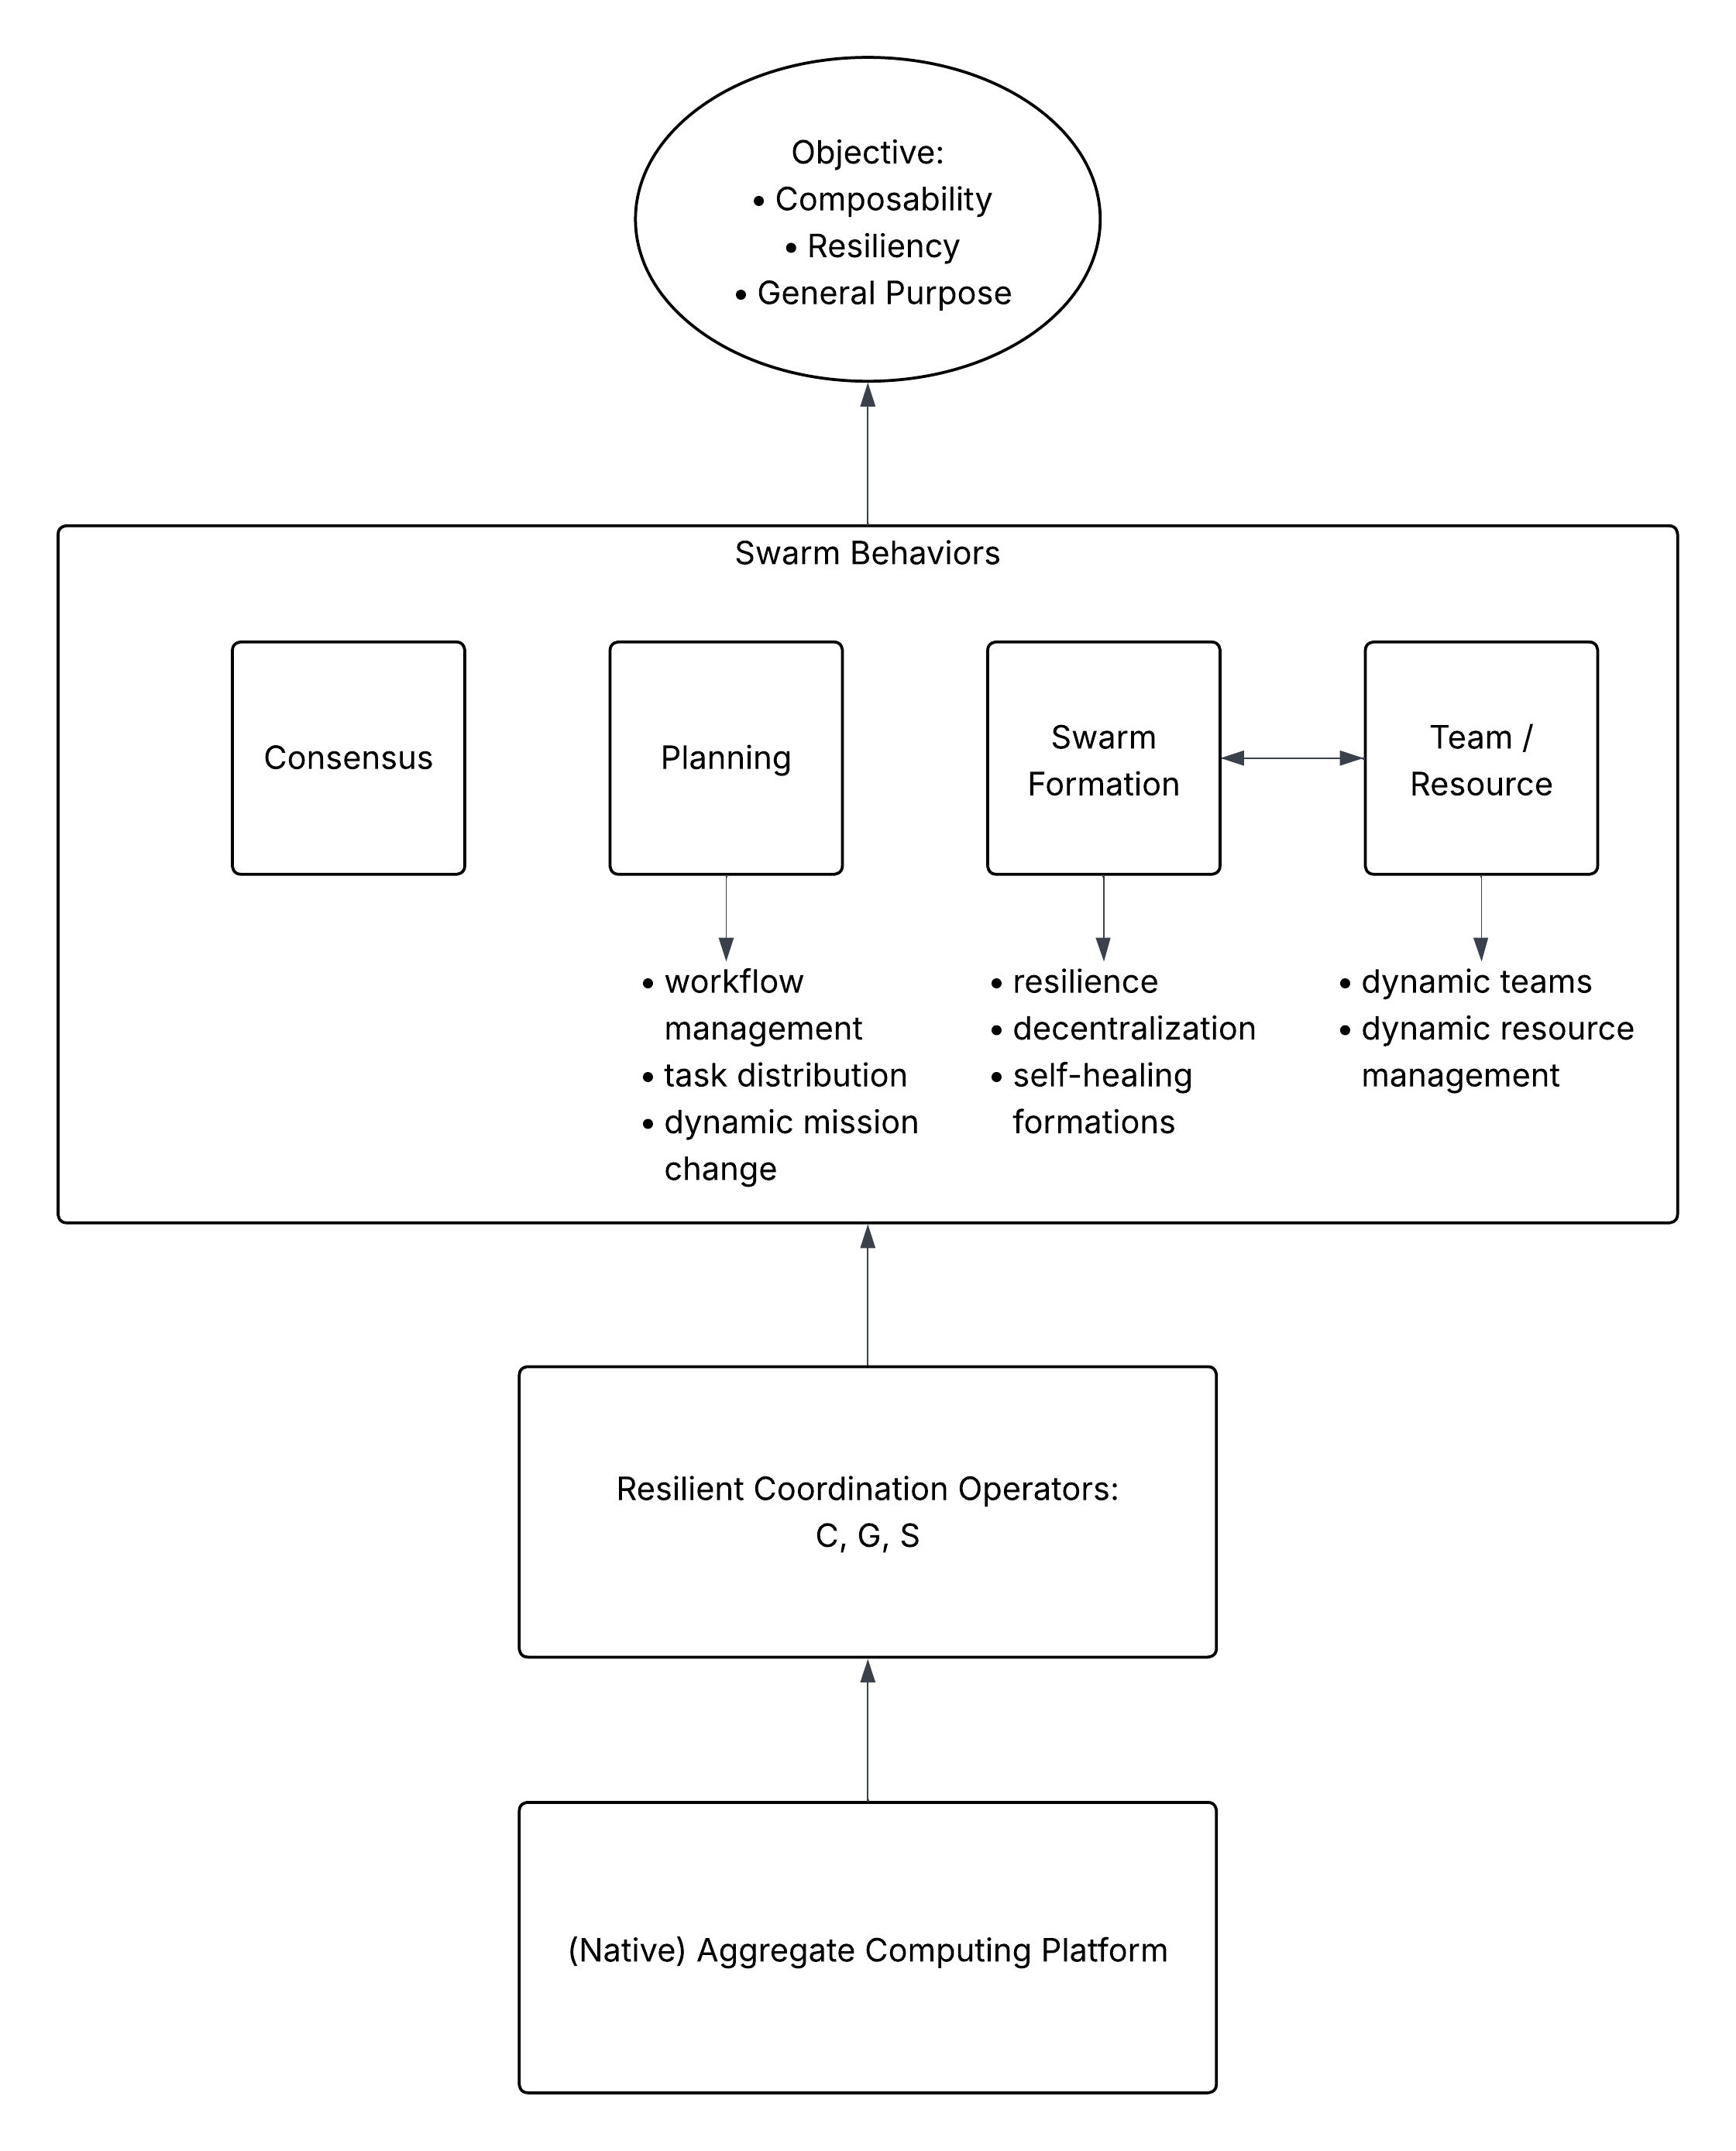 Objective:
• Composability
• Resiliency
• General Purpose
Swarm Behaviors
Consensus
Planning
Swarm
Formation
Team /
Resource
• workflow
management
• task distribution
• dynamic mission
change
• resilience
• decentralization
• self-healing
formations
• dynamic teams
• dynamic resource
management
Resilient Coordination Operators:
C, G, S
(Native) Aggregate Computing Platform